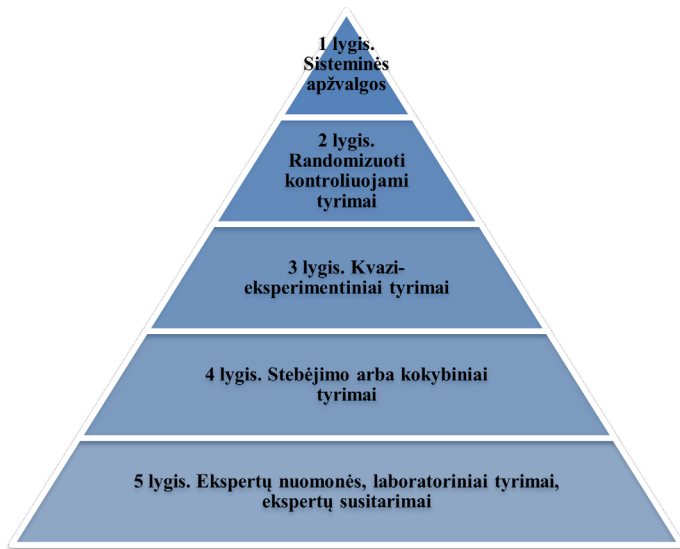 1 lygis.
Sisteminės
apžvalgos
2 lygis.
Randomizuoti
kontroliuojami
tyrimai
3 lygis. Kvazi-
eksperimentiniai tyrimai
4 lygis. Stebėjimo arba kokybiniai
tyrimai
5 lygis. Ekspertų nuomonės, laboratoriniai tyrimai,
ekspertų susitarimai